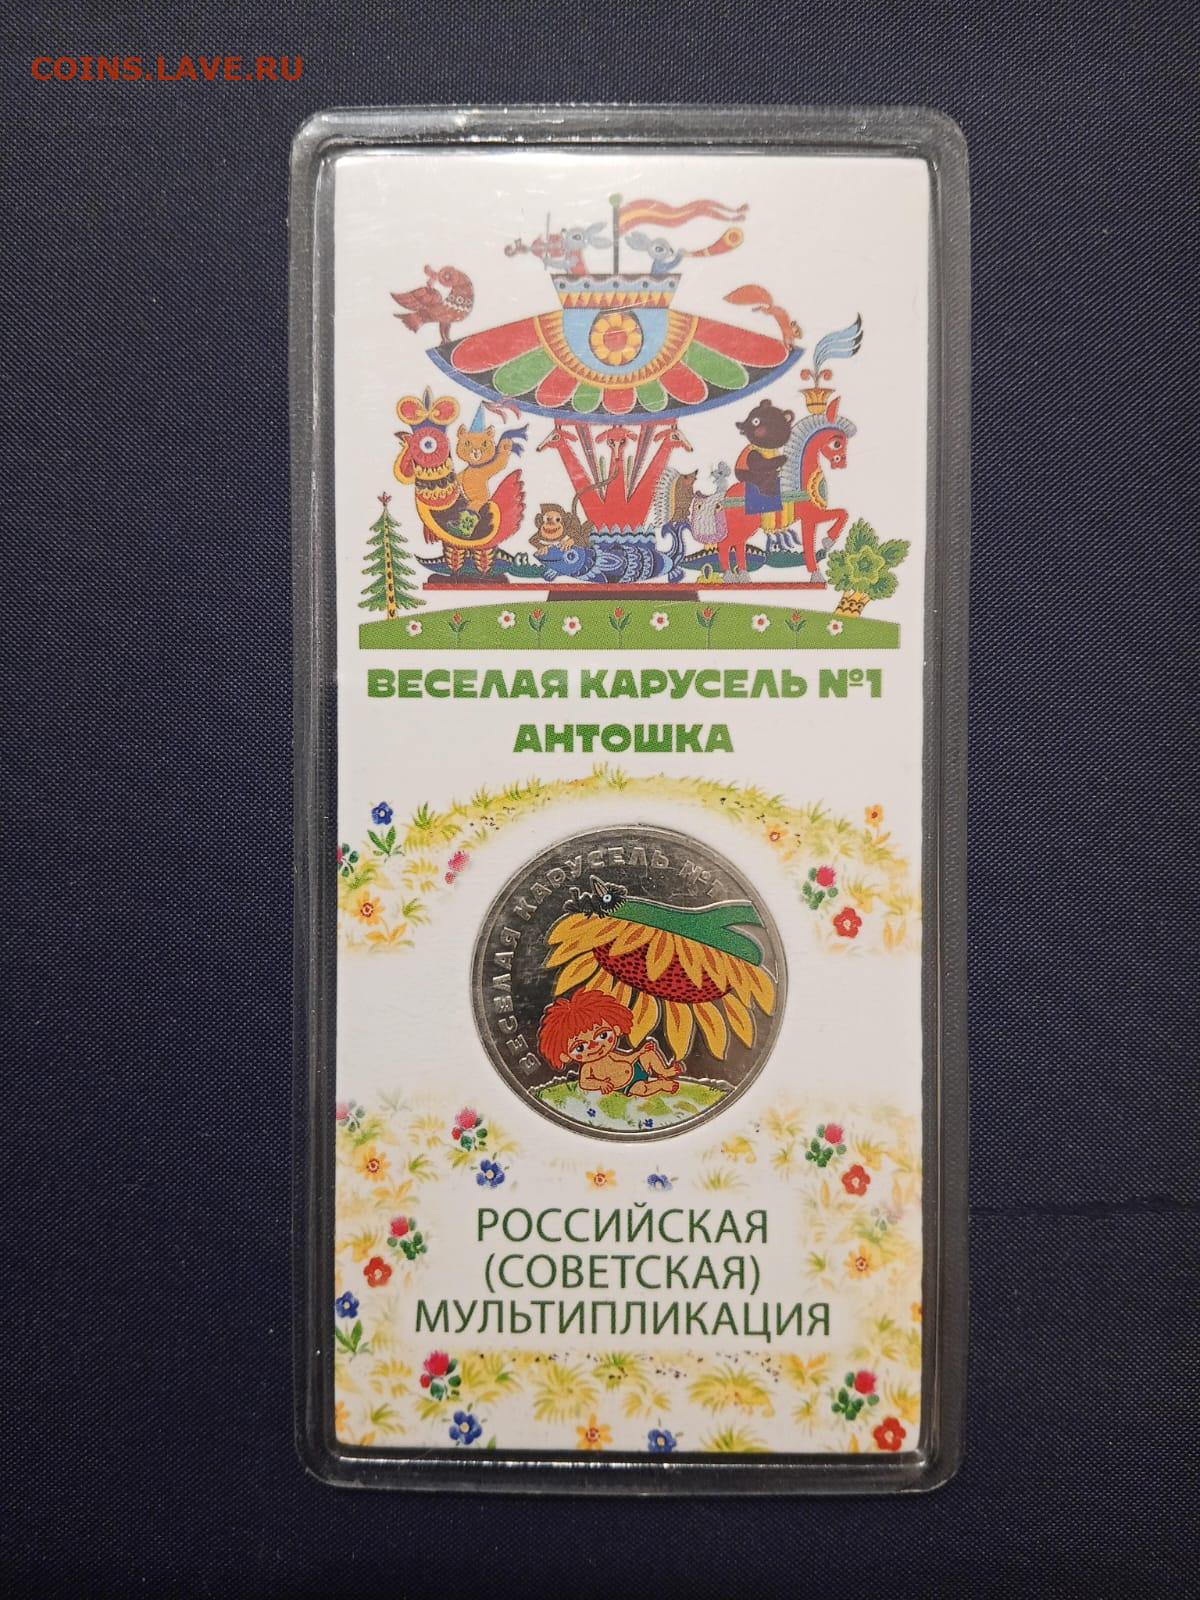 COINS.LAVE.RU
ВЕСЕЛАЯ КАРУСЕЛЬ №1
АНТОШКА
ВЕСЕЛАЯ КАРУСЕЛЬ №1
РОССИЙСКАЯ
(СОВЕТСКАЯ)
МУЛЬТИПЛИКАЦИЯ